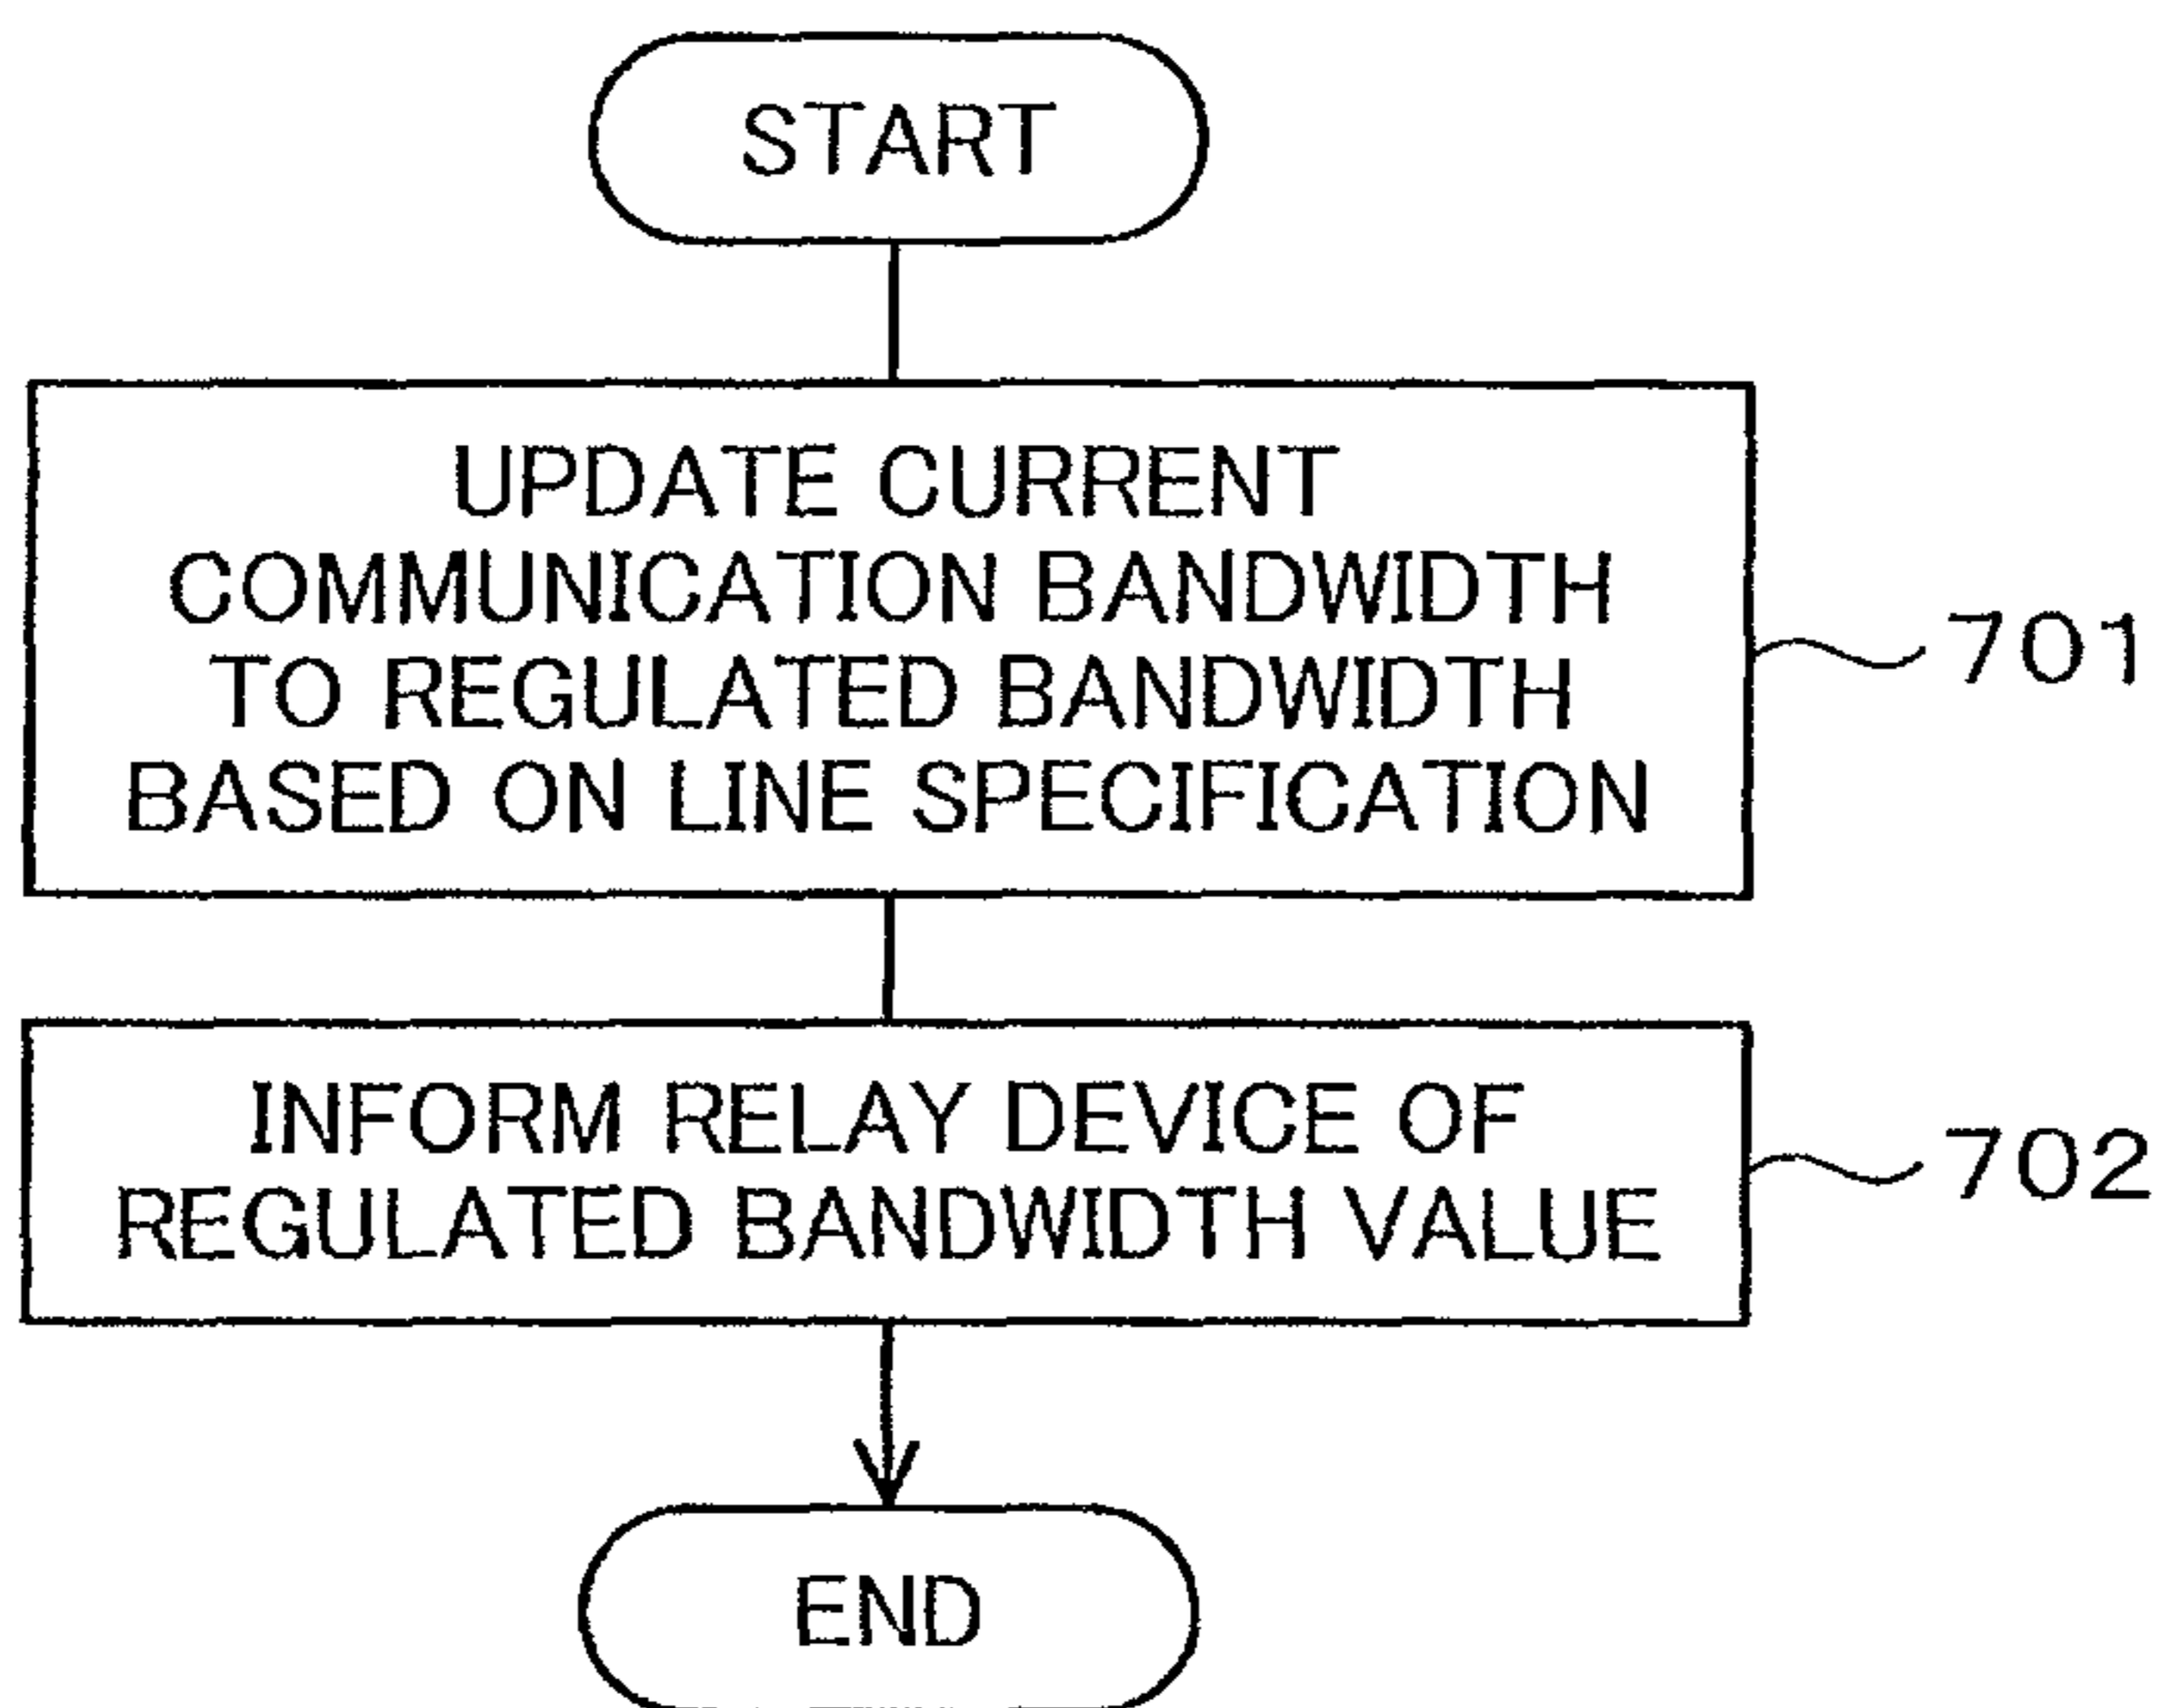 START
UPDATE CURRENT
COMMUNICATION BANDWIDTH
TO REGULATED BANDWIDTH
BASED ON LINE SPECIFICATION
701
INFORM RELAY DEVICE OF
REGULATED BANDWIDTH VALUE
702
END